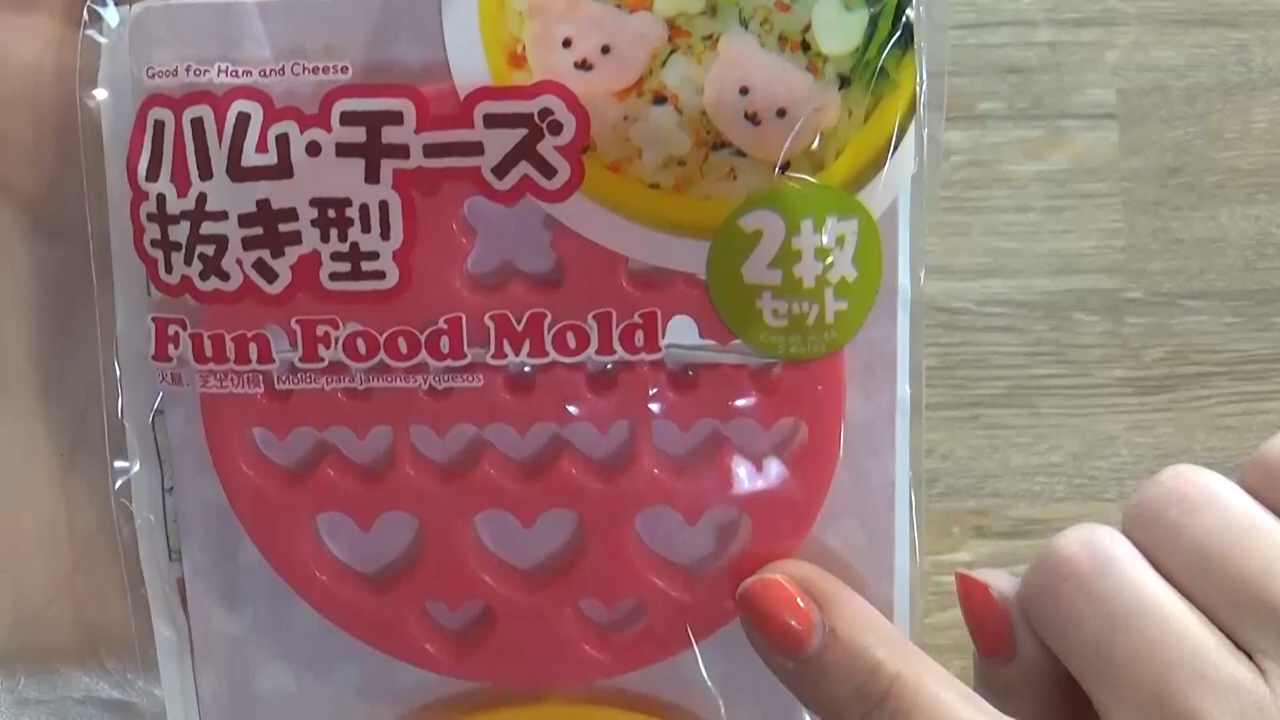 Good for Ham and Cheese
ハム・チーズ
抜き型
2枚
セット
Fun Food Mold
火腿、芝士切模 Molde para jamones y quesos